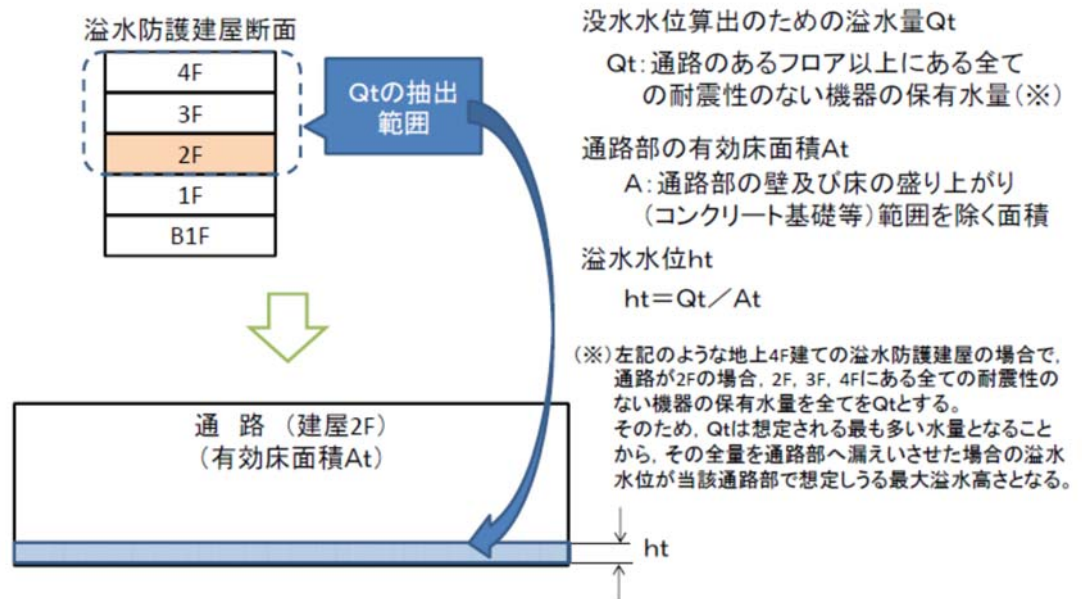 溢水防護建屋断面
4F
3F
2F
1F
B1F
Qtの抽出
範囲
通 路 （建屋2F）
（有効床面積At）
ht
没水水位算出のための溢水量Qt
Qt：通路のあるフロア以上にある全て
の耐震性のない機器の保有水量（※）
通路部の有効床面積At
A：通路部の壁及び床の盛り上がり
（コンクリート基礎等）範囲を除く面積
溢水水位ht
ht＝Qt／At
（※）左記のような地上4F建ての溢水防護建屋の場合で，
通路が2Fの場合，2F，3F，4Fにある全ての耐震性の
ない機器の保有水量を全てをQtとする。
そのため，Qtは想定される最も多い水量となること
から，その全量を通路部へ漏えいさせた場合の溢水
水位が当該通路部で想定しうる最大溢水高さとなる。